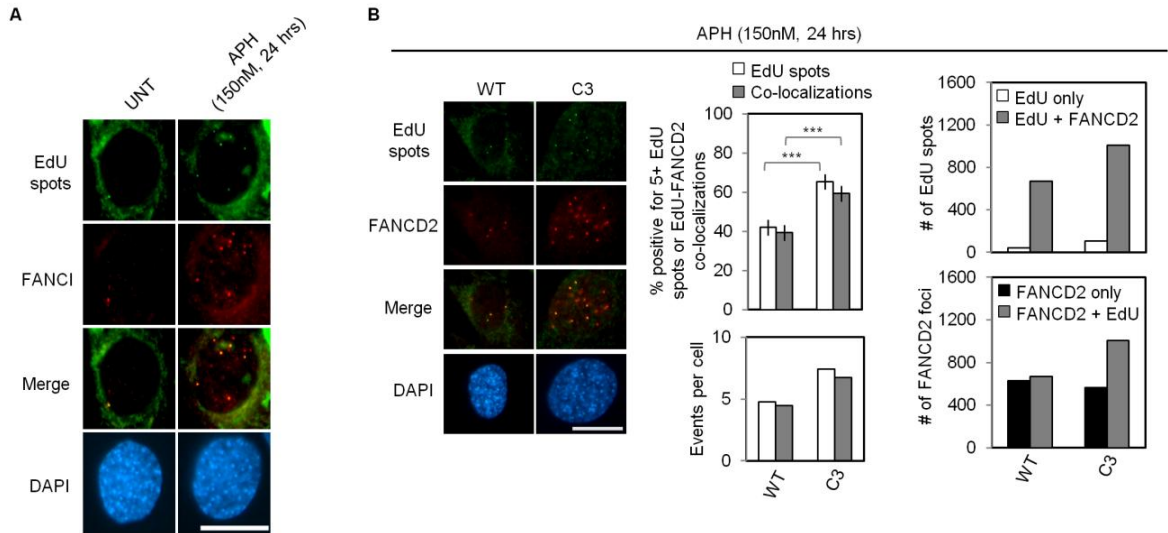 A
UNT
APH
(150nM, 24 hrs)
EdU
spots
FANCI
Merge
DAPI
B
APH (150nM, 24 hrs)
WT
C3
EdU
spots
FANCD2
Merge
DAPI
EdU spots
Co-localizations
% positive for 5+ EdU
spots or EdU-FANCD2
co-localizations
100
80
60
40
20
0
***
***
Events per cell
10
5
0
WT
C3
# of EdU spots
1600
1200
800
400
0
EdU only
EdU + FANCD2
# of FANCD2 foci
1600
1200
800
400
0
FANCD2 only
FANCD2 + EdU
WT
C3